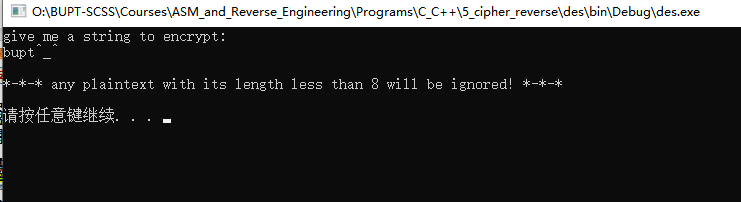 O:\BUPT-SCSS\Courses\ASM_and_Reverse_Engineering\Programs\C_C++\5_cipher_reverse\des\bin\Debug\des.exe
give me a string to encrypt:
bupt^_^
*-*-* any plaintext with its length less than 8 will be ignored! *-*-*
请按任意键继续. . .